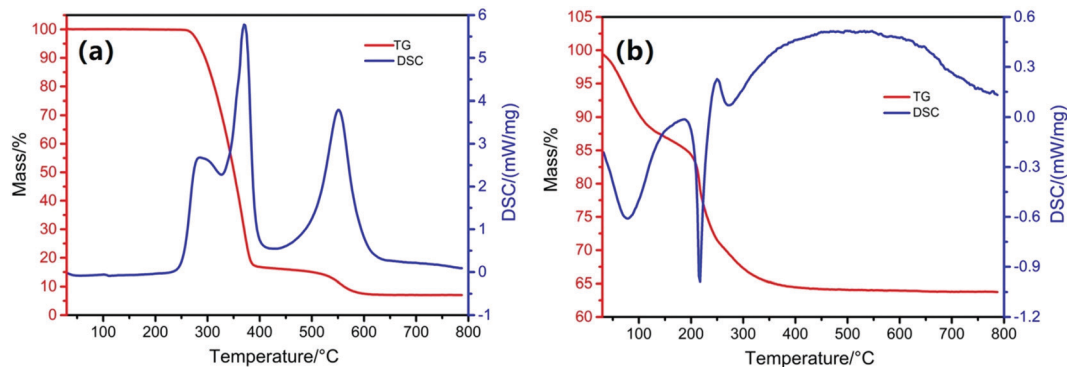 (a)
TG
DSC
100
90
80
70
60
50
40
30
20
10
0
Mass/%
6
5
4
3
2
1
0
-1
DSC/(mW/mg)
100 200 300 400 500 600 700 800
Temperature/°C
(b)
TG
DSC
105
100
95
90
85
80
75
70
65
60
Mass/%
0.6
0.3
0.0
-0.3
-0.6
-0.9
-1.2
DSC/(mW/mg)
100 200 300 400 500 600 700 800
Temperature/°C